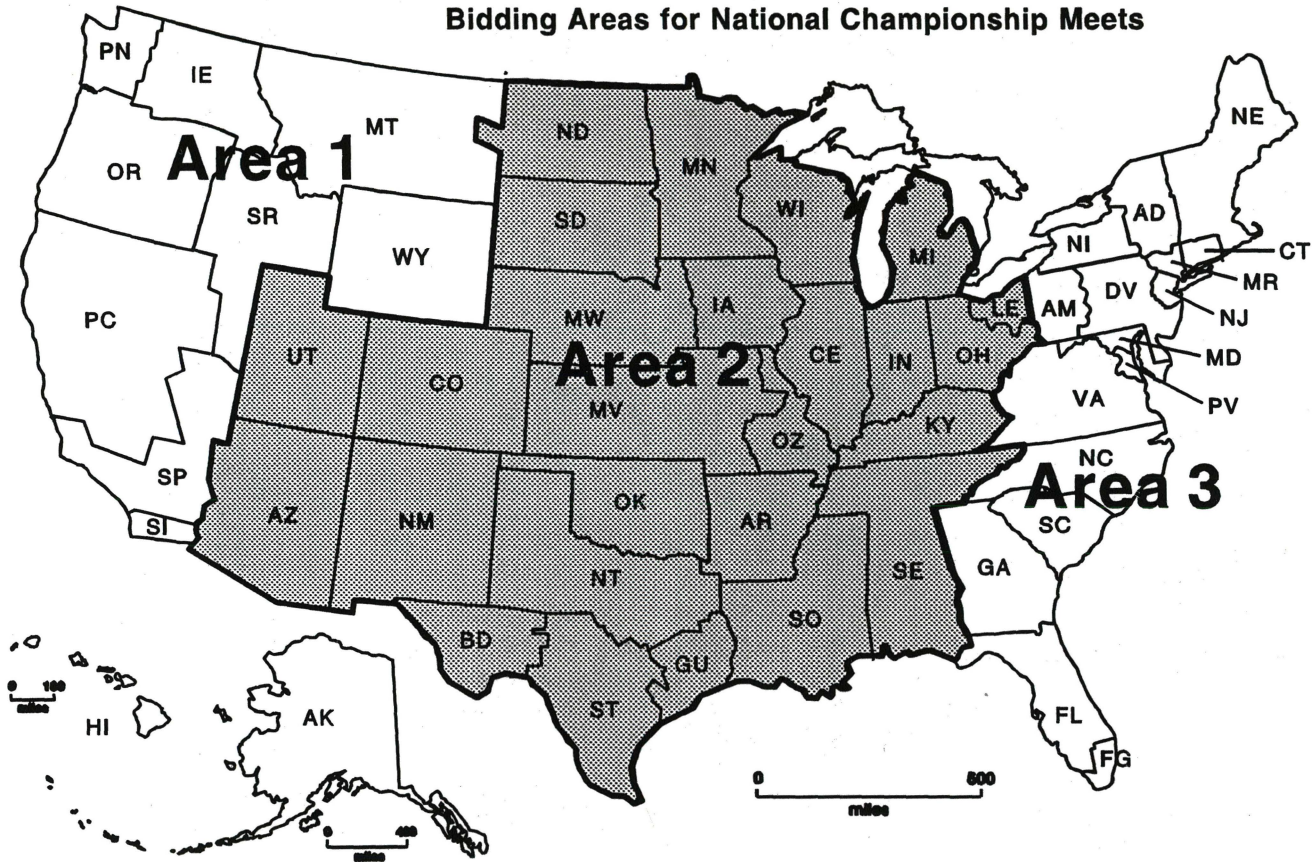 Bidding Areas for National Championship Meets
PN
IE
MT
OR
Area 1
SR
WY
PC
SP
SI
ND
MN
SD
WI
MI
MW
IA
UT
CO
Area 2
CE
IN
OH
LE
MV
OZ
KY
AZ
NM
OK
AR
SE
NT
SO
BD
GU
ST
NE
AD
NI
CT
MR
AM
DV
NJ
MD
PV
VA
NC
Area 3
SC
GA
FL
FG
0 100
miles
HI
AK
0 400
miles
0 500
miles